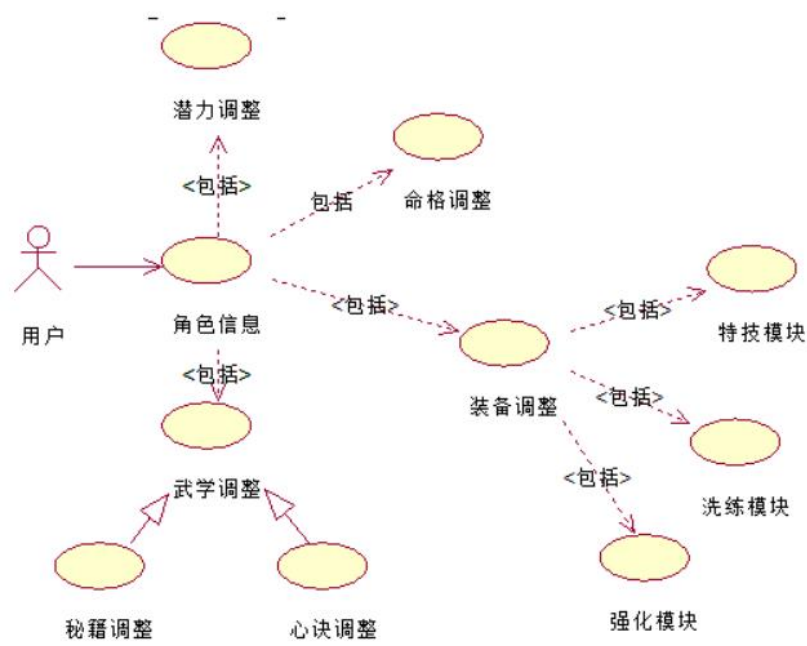 潜力调整
<包括>
包括
命格调整
用户
角色信息
<包括>
<包括>
特技模块
<包括>
装备调整
<包括>
武学调整
<包括>
洗练模块
秘籍调整
心诀调整
强化模块